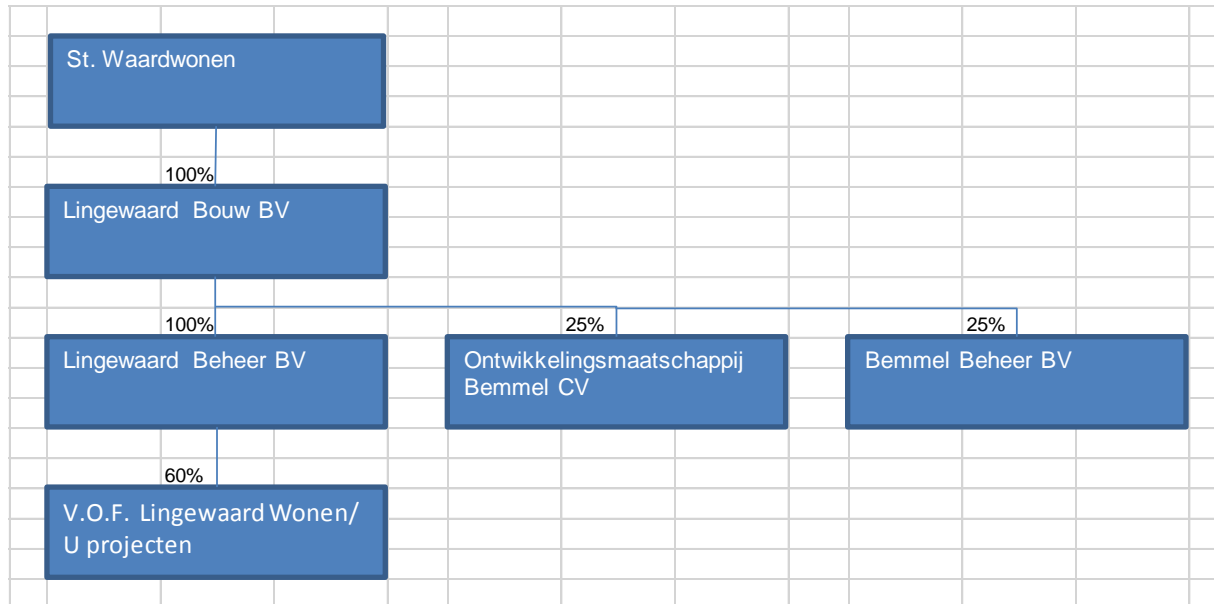 St. Waardwonen
100%
Lingewaard Bouw BV
100%
25%
25%
Lingewaard Beheer BV
Ontwikkelingsmaatschappij
Bemmel CV
Bemmel Beheer BV
60%
V.O.F. Lingewaard Wonen/
U projecten